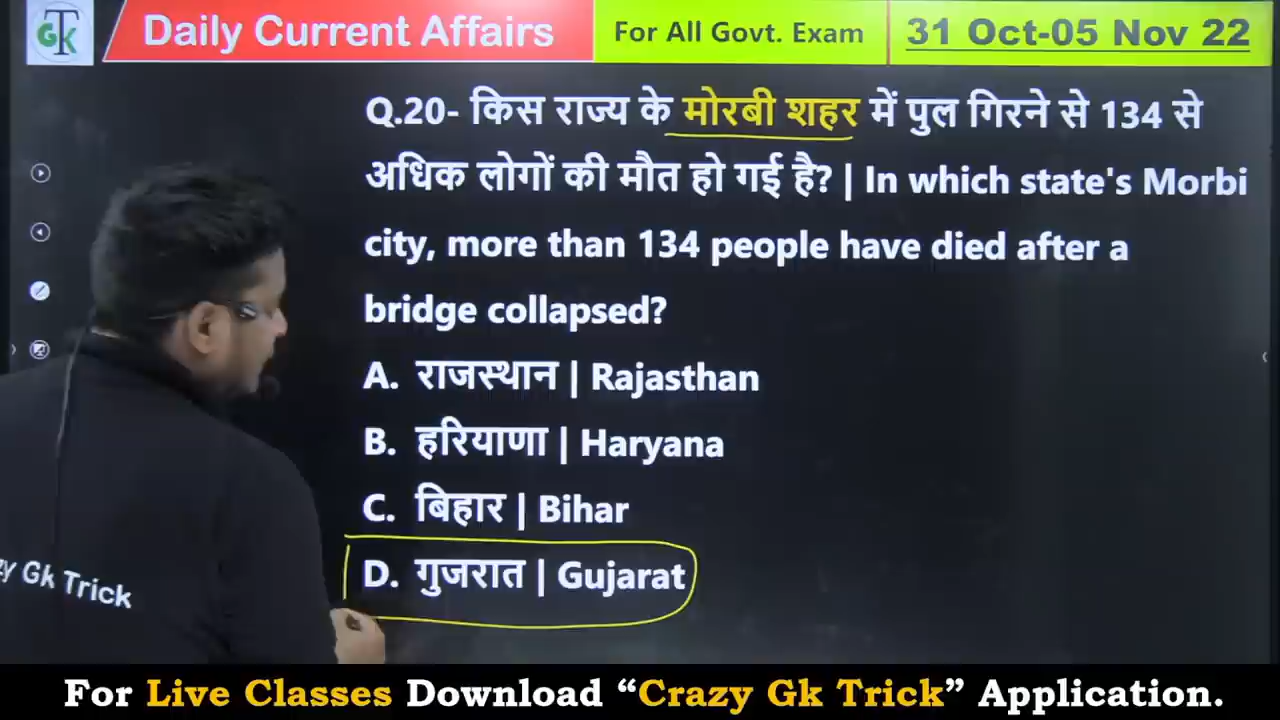 GTK
Daily Current Affairs
For All Govt. Exam
31 Oct-05 Nov 22
Q.20- किस राज्य के मोरबी शहर में पुल गिरने से 134 से
अधिक लोगों की मौत हो गई है? | In which state's Morbi
city, more than 134 people have died after a
bridge collapsed?
A. राजस्थान | Rajasthan
B. हरियाणा | Haryana
C. बिहार | Bihar
D. गुजरात | Gujarat
zy Gk Trick
For Live Classes Download “Crazy Gk Trick” Application.